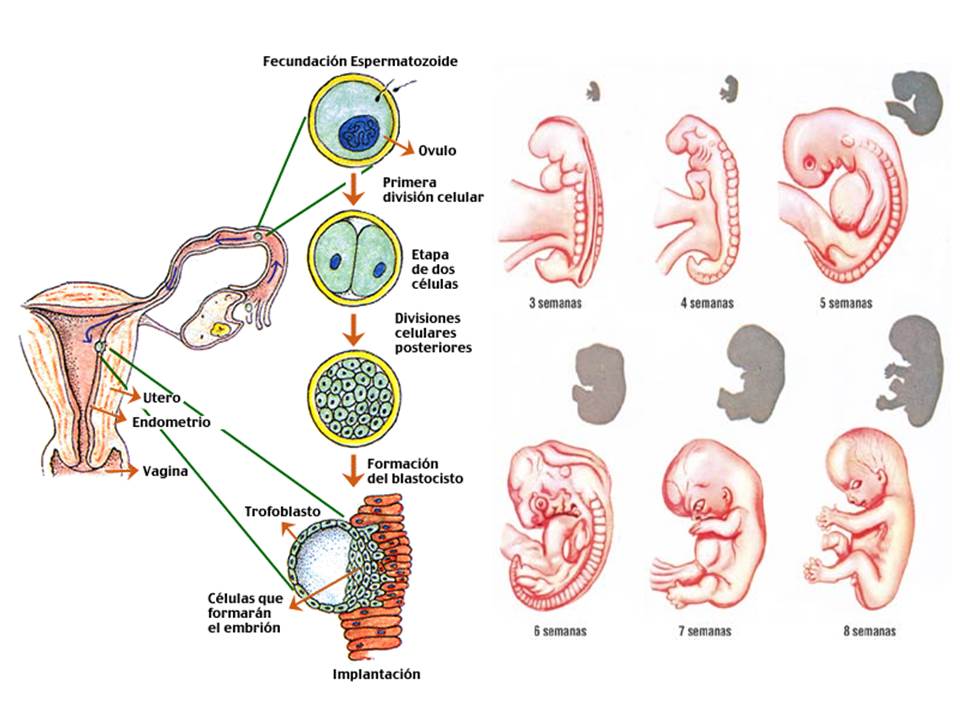 Fecundación Espermatozoide
Ovulo
Primera
división celular
Etapa
de dos
células
Divisiones
celulares
posteriores
Utero
Endometrio
Vagina
Formación
del blastocisto
Trofoblasto
Células que
formarán
el embrión
Implantación
3 semanas
4 semanas
5 semanas
6 semanas
7 semanas
8 semanas